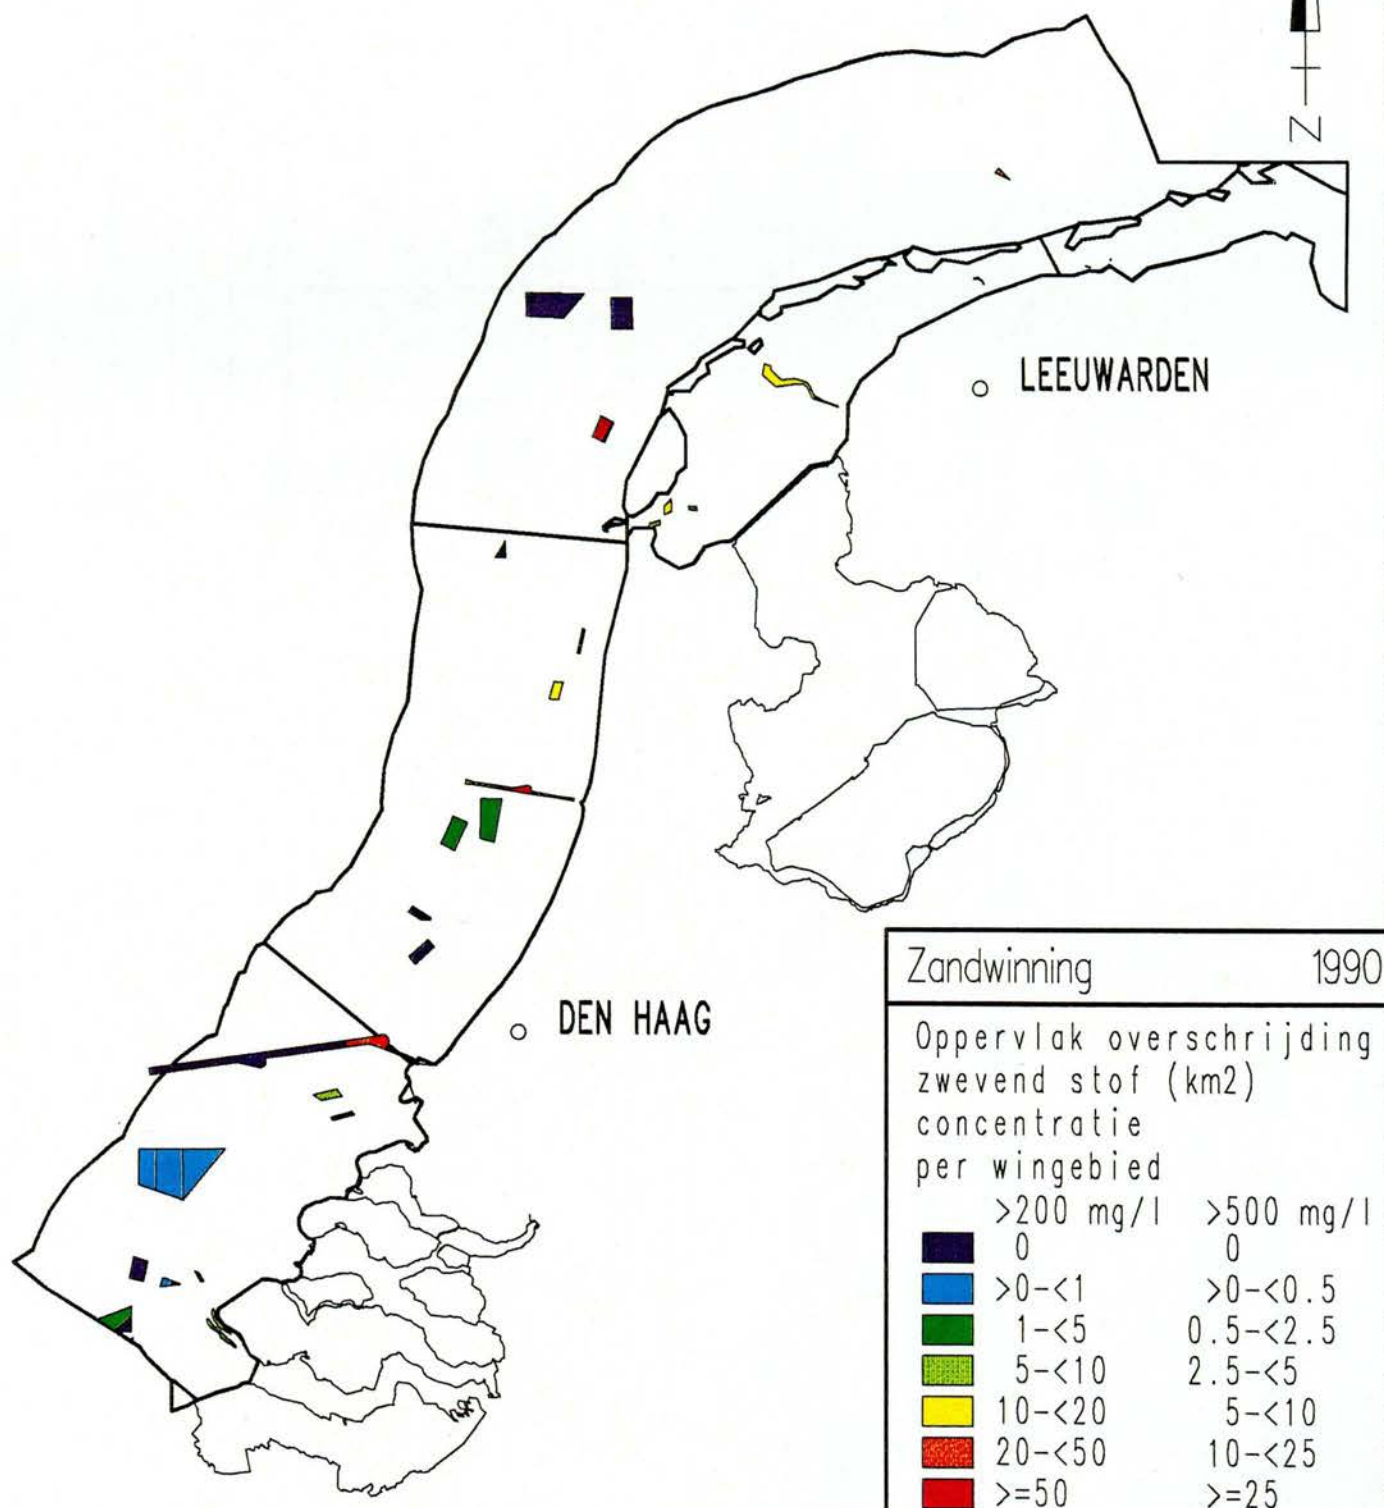 N
LEEUWARDEN
DEN HAAG
Zandwinning 1990
Oppervlak overschrijding
zwevend stof (km2)
concentratie
per wingebied
>200 mg/l >500 mg/l
0 0
>0-<1 >0-<0.5
1-<5 0.5-<2.5
5-<10 2.5-<5
10-<20 5-<10
20-<50 10-<25
>=50 >=25